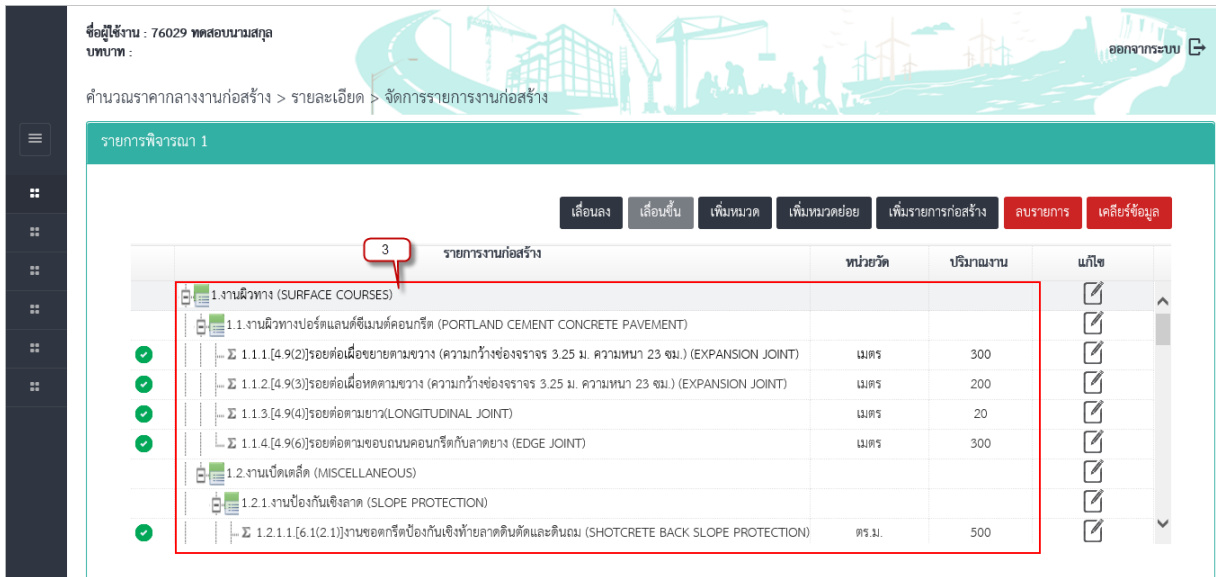 ชื่อผู้ใช้งาน : 76029 ทดสอบนามสกุล
บทบาท :
ออกจากระบบ
คำนวณราคากลางงานก่อสร้าง > รายละเอียด > จัดการรายการงานก่อสร้าง
รายการพิจารณา 1
เลื่อนลง เลื่อนขึ้น เพิ่มหมวด เพิ่มหมวดย่อย เพิ่มรายการก่อสร้าง ลบรายการ เคลียร์ข้อมูล
3
รายการงานก่อสร้าง หน่วยวัด ปริมาณงาน แก้ไข
1.งานผิวทาง (SURFACE COURSES)
1.1.งานผิวทางปอร์ตแลนด์ซีเมนต์คอนกรีต (PORTLAND CEMENT CONCRETE PAVEMENT)
Σ 1.1.1.[4.9(2)]รอยต่อเผื่อขยายตามขวาง (ความกว้างช่องจราจร 3.25 ม. ความหนา 23 ซม.) (EXPANSION JOINT) เมตร 300
Σ 1.1.2.[4.9(3)]รอยต่อเผื่อหดตามขวาง (ความกว้างช่องจราจร 3.25 ม. ความหนา 23 ซม.) (EXPANSION JOINT) เมตร 200
Σ 1.1.3.[4.9(4)]รอยต่อตามยาว(LONGITUDINAL JOINT) เมตร 20
Σ 1.1.4.[4.9(6)]รอยต่อตามขอบถนนคอนกรีตกับลาดยาง (EDGE JOINT) เมตร 300
1.2.งานเบ็ดเตล็ด (MISCELLANEOUS)
1.2.1.งานป้องกันเชิงลาด (SLOPE PROTECTION)
Σ 1.2.1.1.[6.1(2.1)]งานชอตกรีตป้องกันเชิงท้ายลาดดินตัดและดินถม (SHOTCRETE BACK SLOPE PROTECTION) ตร.ม. 500